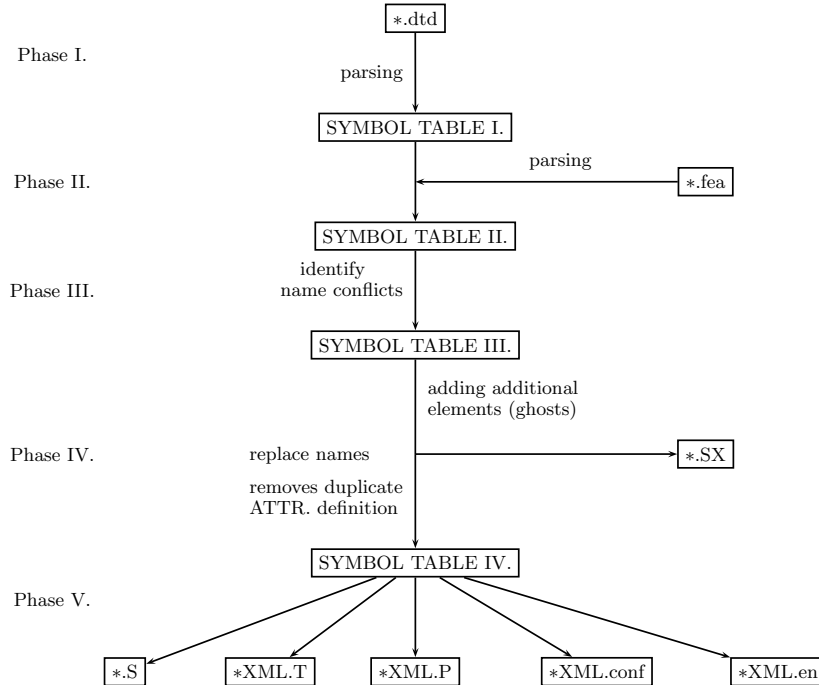 ∗.dtd
Phase I.
parsing
SYMBOL TABLE I.
parsing
Phase II.
∗.fea
SYMBOL TABLE II.
identify
name conflicts
Phase III.
SYMBOL TABLE III.
adding additional
elements (ghosts)
Phase IV.
replace names
∗.SX
removes duplicate
ATTR. definition
SYMBOL TABLE IV.
Phase V.
∗.S
∗XML.T
∗XML.P
∗XML.conf
∗XML.en